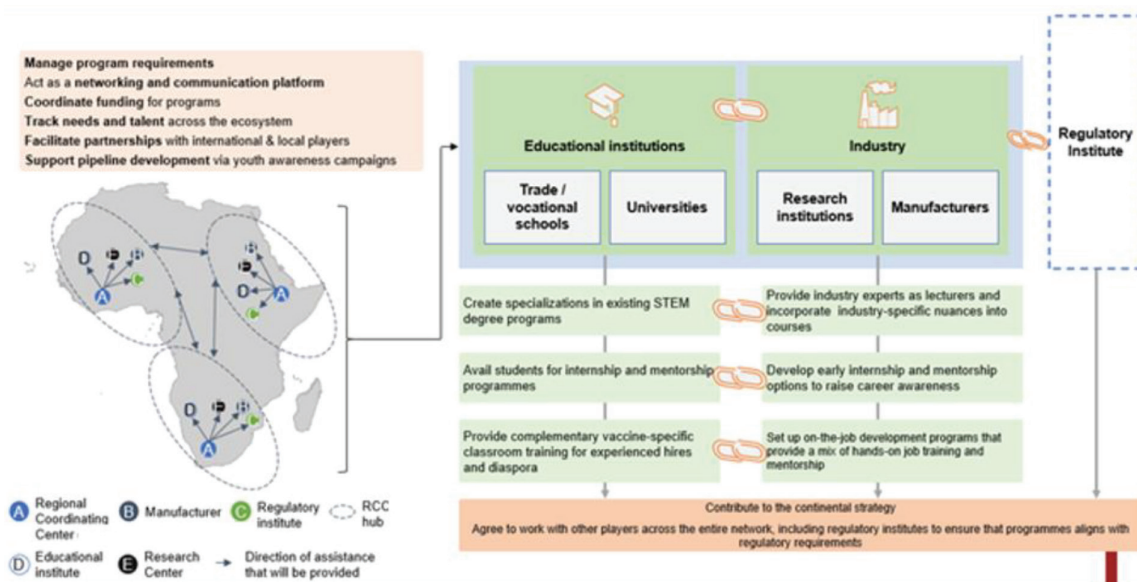 Manage program requirements
Act as a networking and communication platform
Coordinate funding for programs
Track needs and talent across the ecosystem
Facilitate partnerships with international & local players
Support pipeline development via youth awareness campaigns
Educational institutions
Industry
Regulatory
Institute
Trade /
vocational
schools
Universities
Research
institutions
Manufacturers
Create specializations in existing STEM
degree programs
Provide industry experts as lecturers and
incorporate industry-specific nuances into
courses
Avail students for internship and mentorship
programmes
Develop early internship and mentorship
options to raise career awareness
Provide complementary vaccine-specific
classroom training for experienced hires
and diaspora
Set up on-the-job development programs that
provide a mix of hands-on job training and
mentorship
Contribute to the continental strategy
Agree to work with other players across the entire network, including regulatory institutes to ensure that programmes aligns with
regulatory requirements
D
E
B
C
A
B
E
D
A
C
D
E
B
C
A
A
Regional
Coordinating
Center
B
Manufacturer
C
Regulatory
institute
RCC
hub
D
Educational
institute
E
Research
Center
Direction of assistance
that will be provided